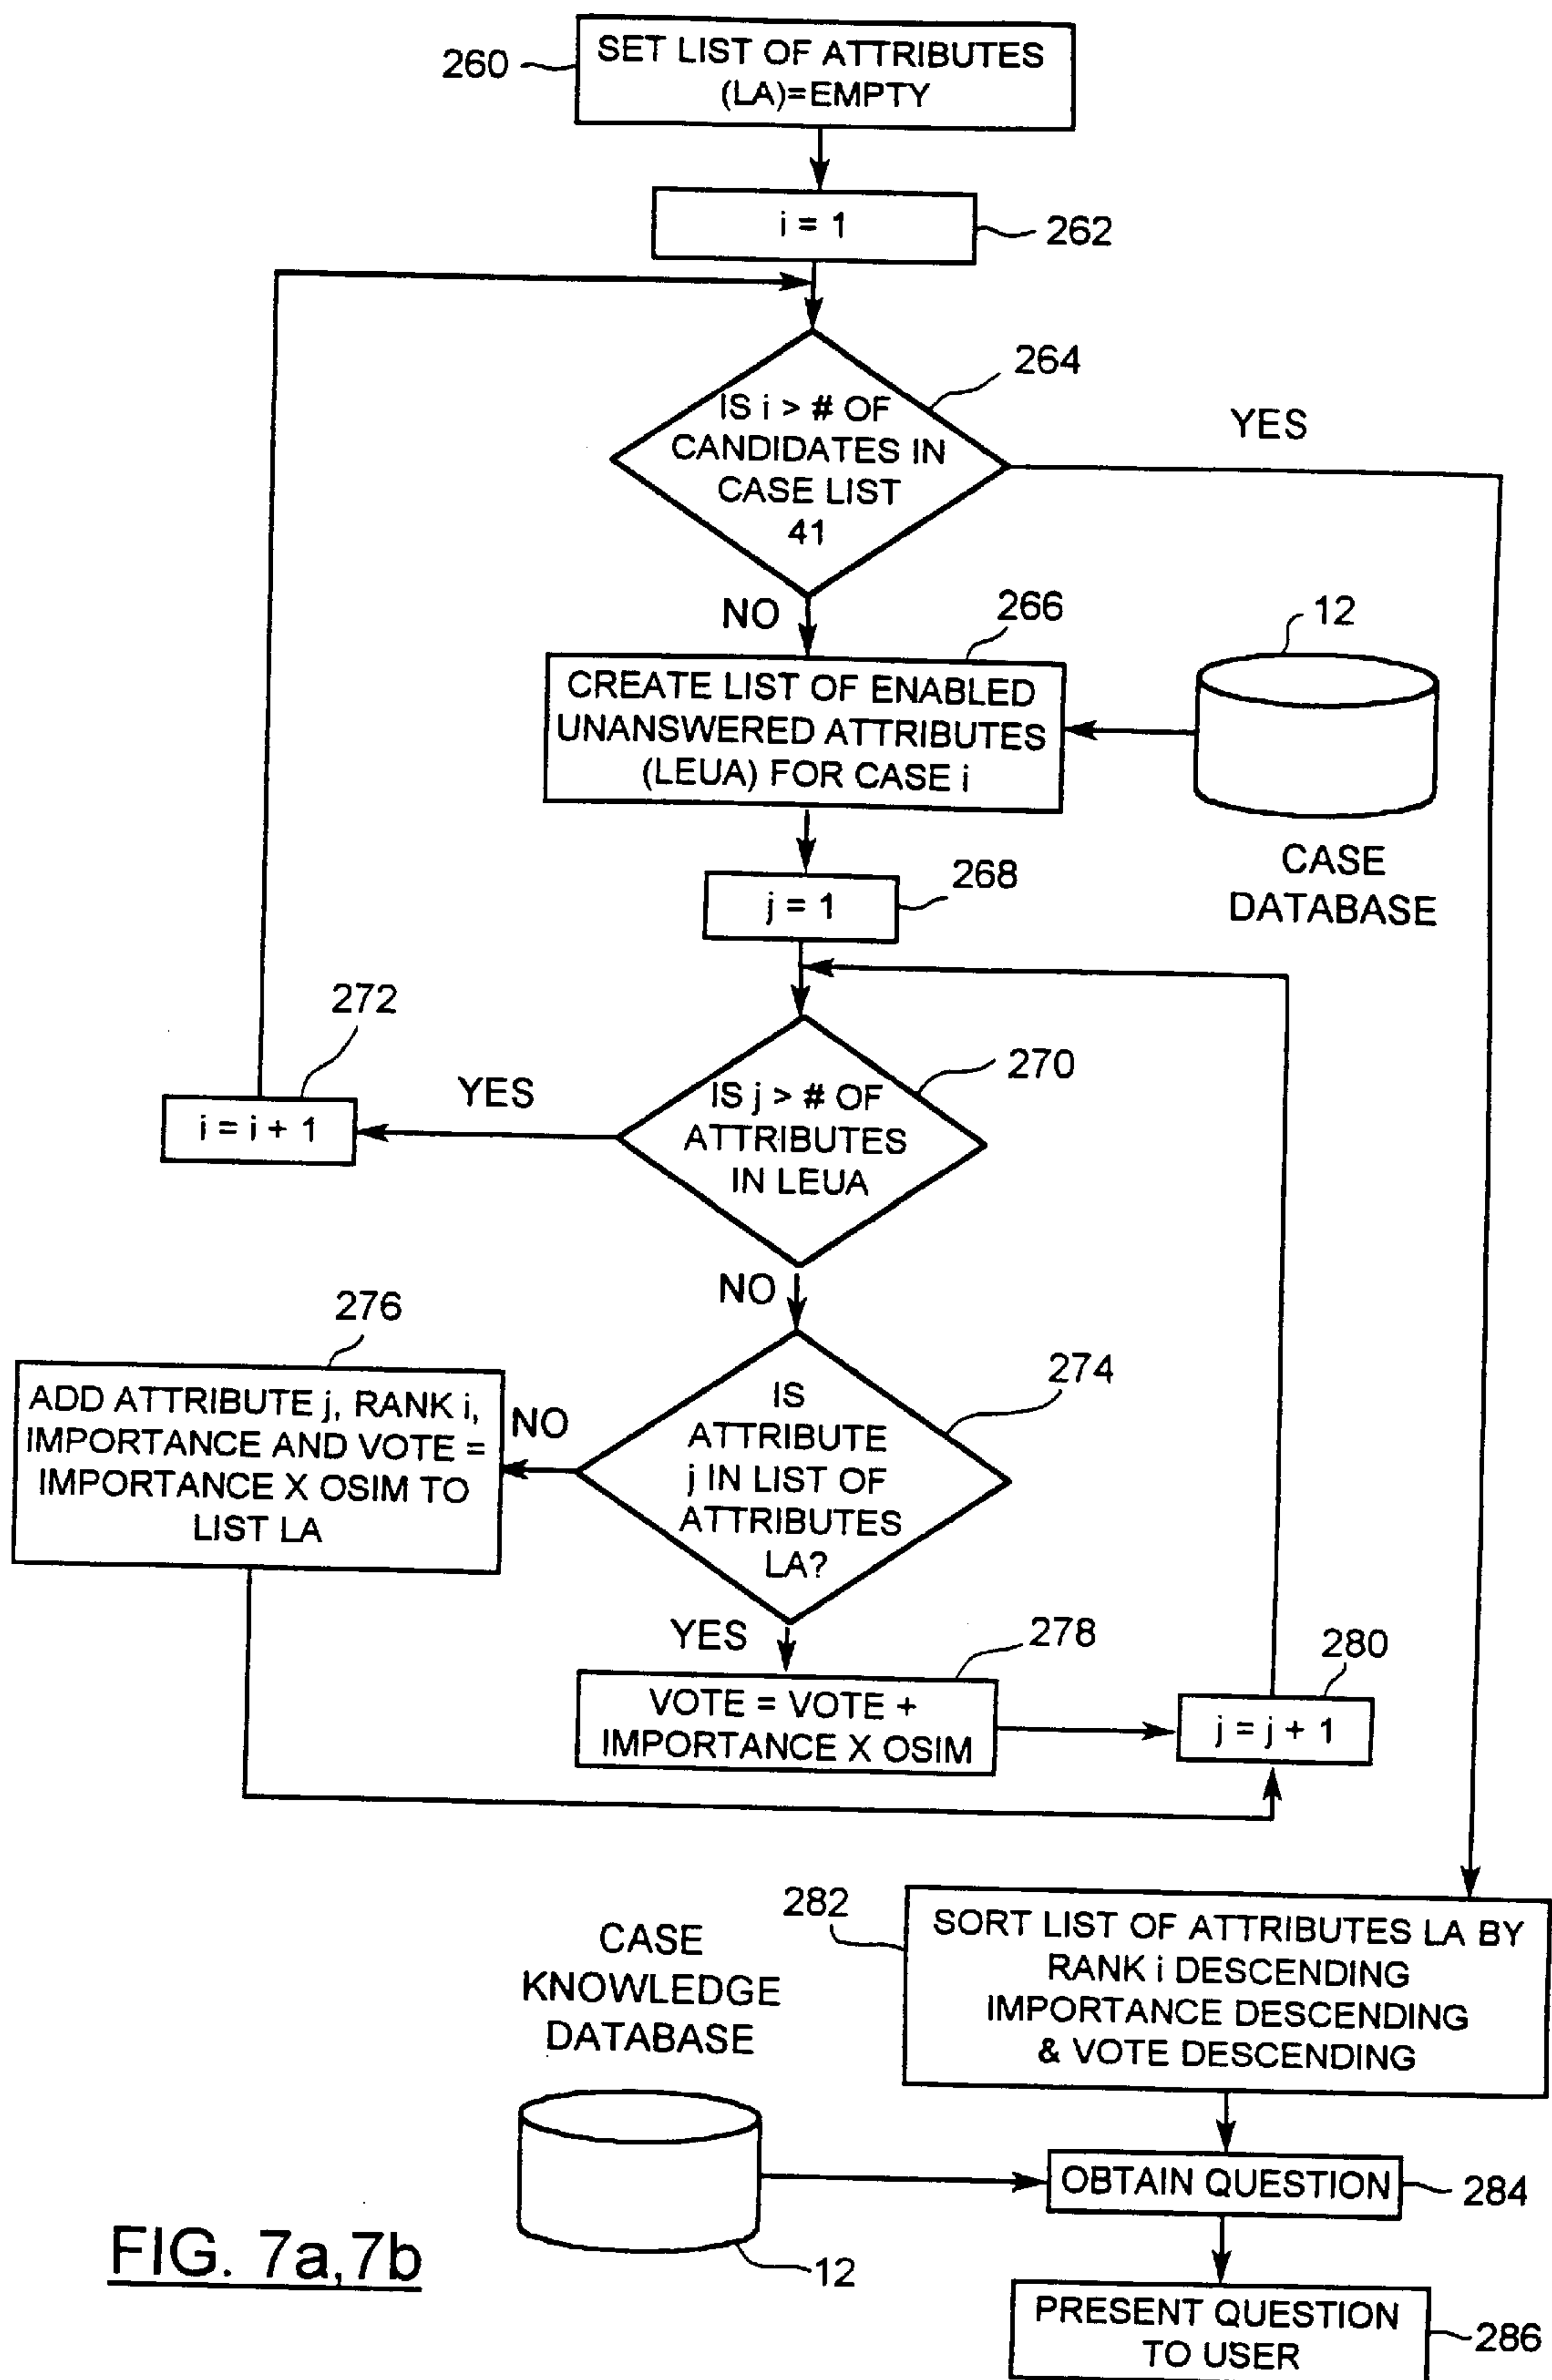 260
SET LIST OF ATTRIBUTES
(LA)=EMPTY
i = 1
262
264
IS i > # OF
CANDIDATES IN
CASE LIST
41
YES
NO
266
12
CREATE LIST OF ENABLED
UNANSWERED ATTRIBUTES
(LEUA) FOR CASE i
CASE
DATABASE
268
j = 1
272
270
i = i + 1
YES
IS j > # OF
ATTRIBUTES
IN LEUA
NO
276
274
ADD ATTRIBUTE j, RANK i,
IMPORTANCE AND VOTE =
IMPORTANCE X OSIM TO
LIST LA
NO
IS
ATTRIBUTE
j IN LIST OF
ATTRIBUTES
LA?
YES
278
280
VOTE = VOTE +
IMPORTANCE X OSIM
j = j + 1
282
SORT LIST OF ATTRIBUTES LA BY
RANK i DESCENDING
IMPORTANCE DESCENDING
& VOTE DESCENDING
CASE
KNOWLEDGE
DATABASE
OBTAIN QUESTION
284
12
PRESENT QUESTION
TO USER
286
FIG. 7a,7b